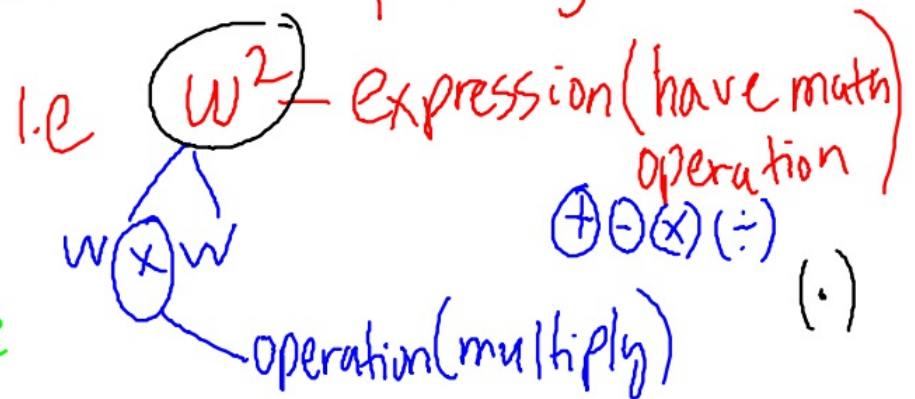 I.e w² — expression (have math operation)
+ - (x) (÷)
w x w
(.)
operation (multiply)